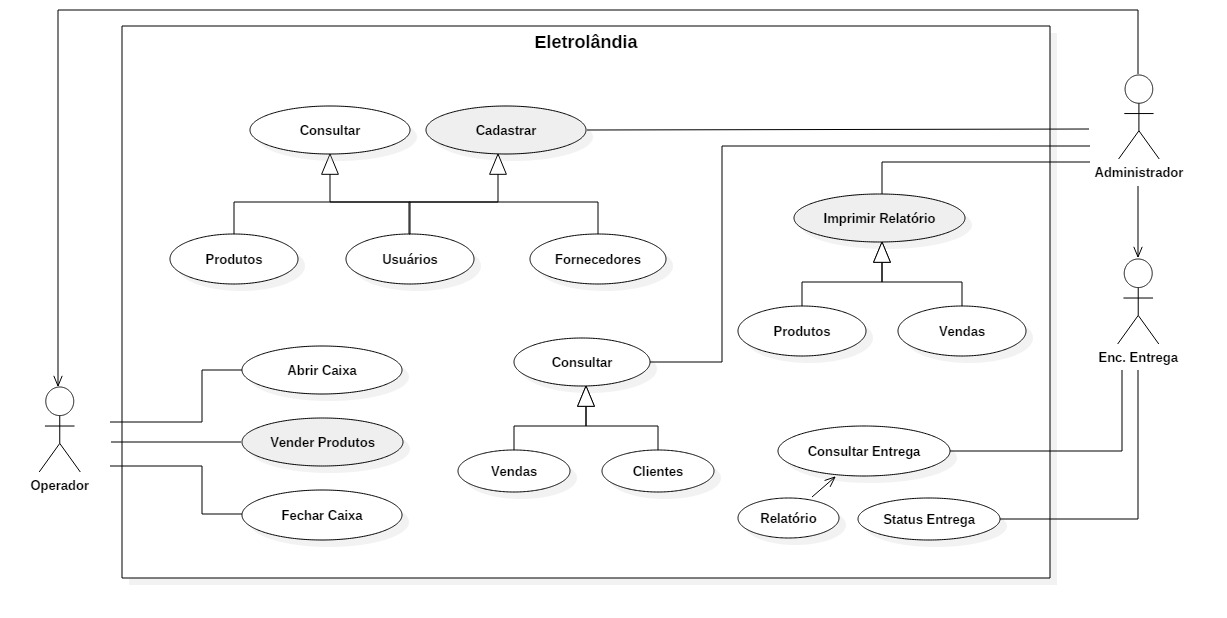 Eletrolândia
Consultar
Cadastrar
Administrador
Imprimir Relatório
Produtos
Usuários
Fornecedores
Produtos
Vendas
Enc. Entrega
Abrir Caixa
Consultar
Vender Produtos
Operador
Vendas
Clientes
Consultar Entrega
Fechar Caixa
Relatório
Status Entrega